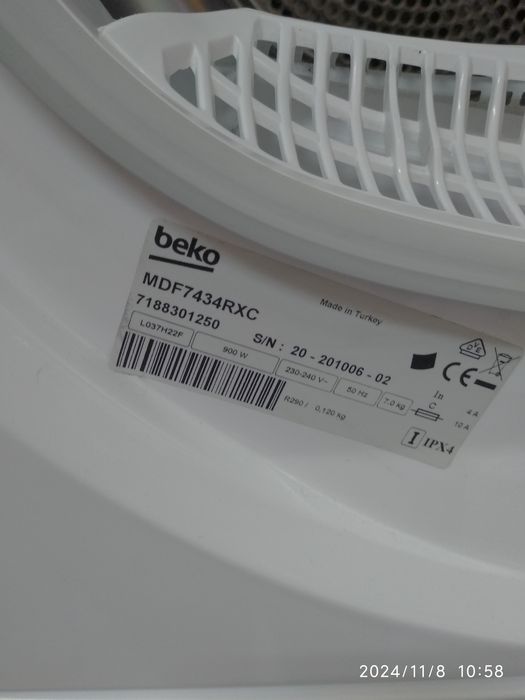 beko
MDF7434RXC
Made in Turkey
7188301250
S/N : 20 - 201006 - 02
L037H22F
900 W
230-240 V~
50 Hz
7.0 kg
In
4 A
C
10 A
R290 / 0,120 kg
CE
I
IPX4
2024/11/8 10:58